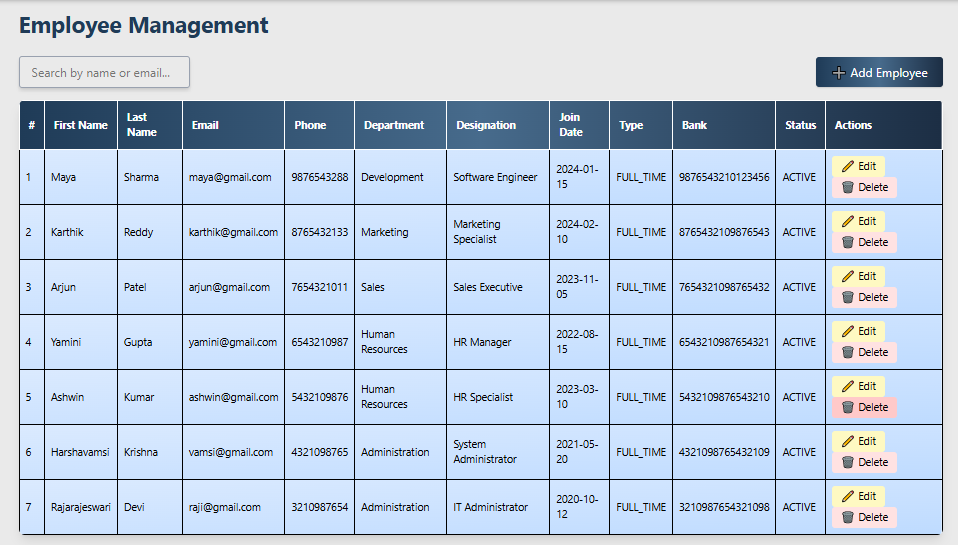 Employee Management
Search by name or email...
➕ Add Employee
# First Name Last Name Email Phone Department Designation Join Date Type Bank Status Actions
1 Maya Sharma maya@gmail.com 9876543288 Development Software Engineer 2024-01-15 FULL_TIME 9876543210123456 ACTIVE Edit Delete
2 Karthik Reddy karthik@gmail.com 8765432133 Marketing Marketing Specialist 2024-02-10 FULL_TIME 8765432109876543 ACTIVE Edit Delete
3 Arjun Patel arjun@gmail.com 7654321011 Sales Sales Executive 2023-11-05 FULL_TIME 7654321098765432 ACTIVE Edit Delete
4 Yamini Gupta yamini@gmail.com 6543210987 Human Resources HR Manager 2022-08-15 FULL_TIME 6543210987654321 ACTIVE Edit Delete
5 Ashwin Kumar ashwin@gmail.com 5432109876 Human Resources HR Specialist 2023-03-10 FULL_TIME 5432109876543210 ACTIVE Edit Delete
6 Harshavamsi Krishna vamsi@gmail.com 4321098765 Administration System Administrator 2021-05-20 FULL_TIME 4321098765432109 ACTIVE Edit Delete
7 Rajarajeswari Devi raji@gmail.com 3210987654 Administration IT Administrator 2020-10-12 FULL_TIME 3210987654321098 ACTIVE Edit Delete